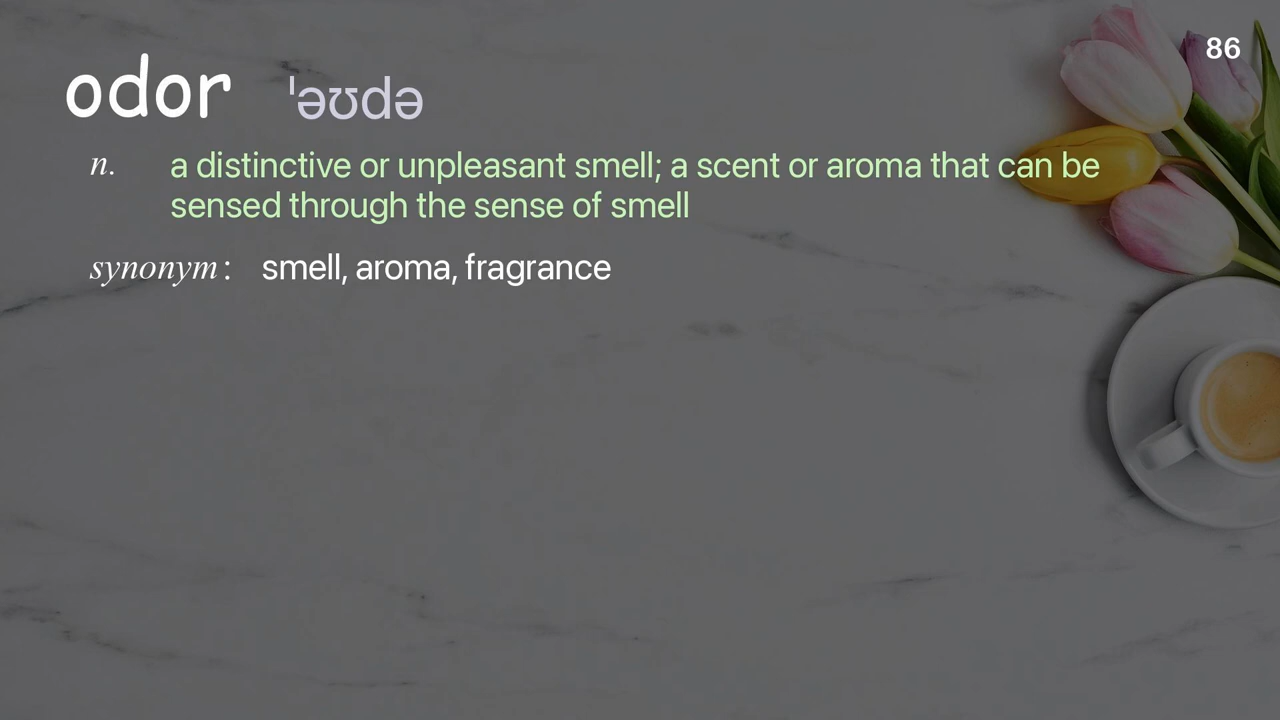 86
odor ˈəʊdə
n. a distinctive or unpleasant smell; a scent or aroma that can be
sensed through the sense of smell
synonym: smell, aroma, fragrance